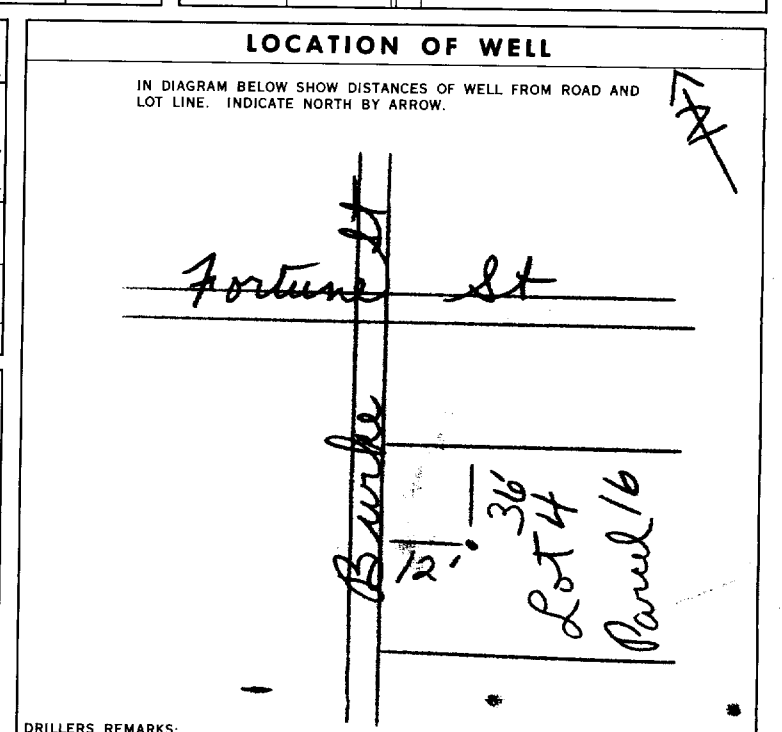 LOCATION OF WELL
IN DIAGRAM BELOW SHOW DISTANCES OF WELL FROM ROAD AND
LOT LINE. INDICATE NORTH BY ARROW.
N
Burke St
Fortune St
12'
36'
Lot 4
Parcel 16
DRILLERS REMARKS: